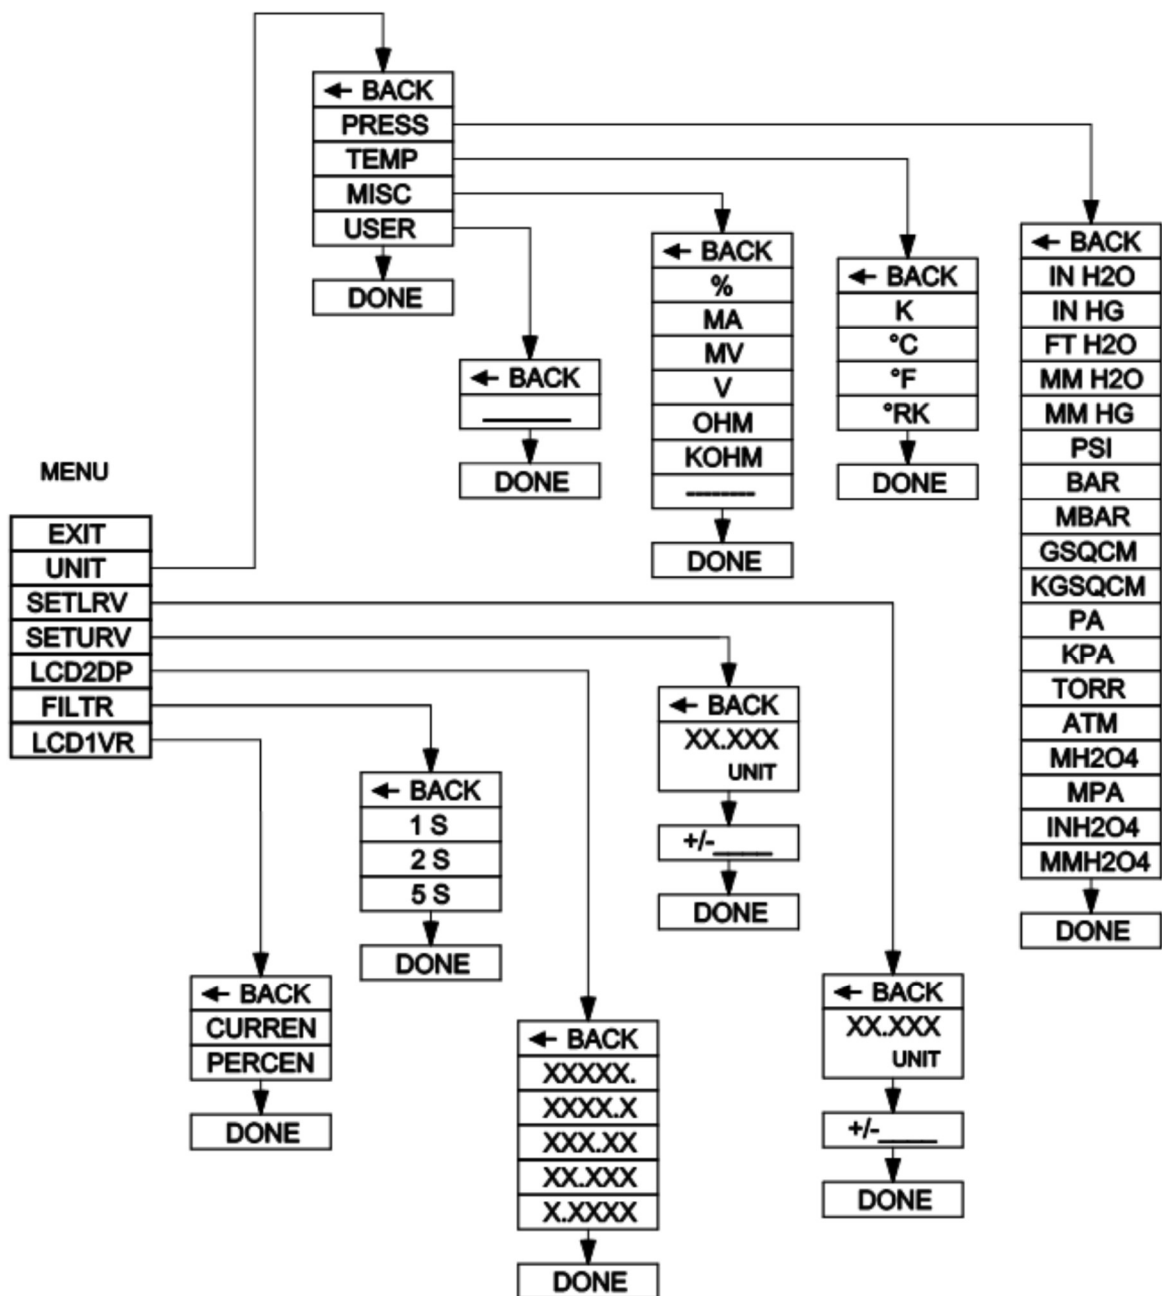 ← BACK
PRESS
TEMP
MISC
USER
DONE
← BACK
_______
DONE
← BACK
%
MA
MV
V
OHM
KOHM
--------
DONE
← BACK
K
°C
°F
°RK
DONE
← BACK
IN H2O
IN HG
FT H2O
MM H2O
MM HG
PSI
BAR
MBAR
GSQCM
KGSQCM
PA
KPA
TORR
ATM
MH2O4
MPA
INH2O4
MMH2O4
DONE
MENU
EXIT
UNIT
SETLRV
SETURV
LCD2DP
FILTR
LCD1VR
← BACK
CURREN
PERCEN
DONE
← BACK
1 S
2 S
5 S
DONE
← BACK
XXXXX.
XXXX.X
XXX.XX
XX.XXX
X.XXXX
DONE
← BACK
XX.XXX
UNIT
+/-_____
DONE
← BACK
XX.XXX
UNIT
+/-_____
DONE